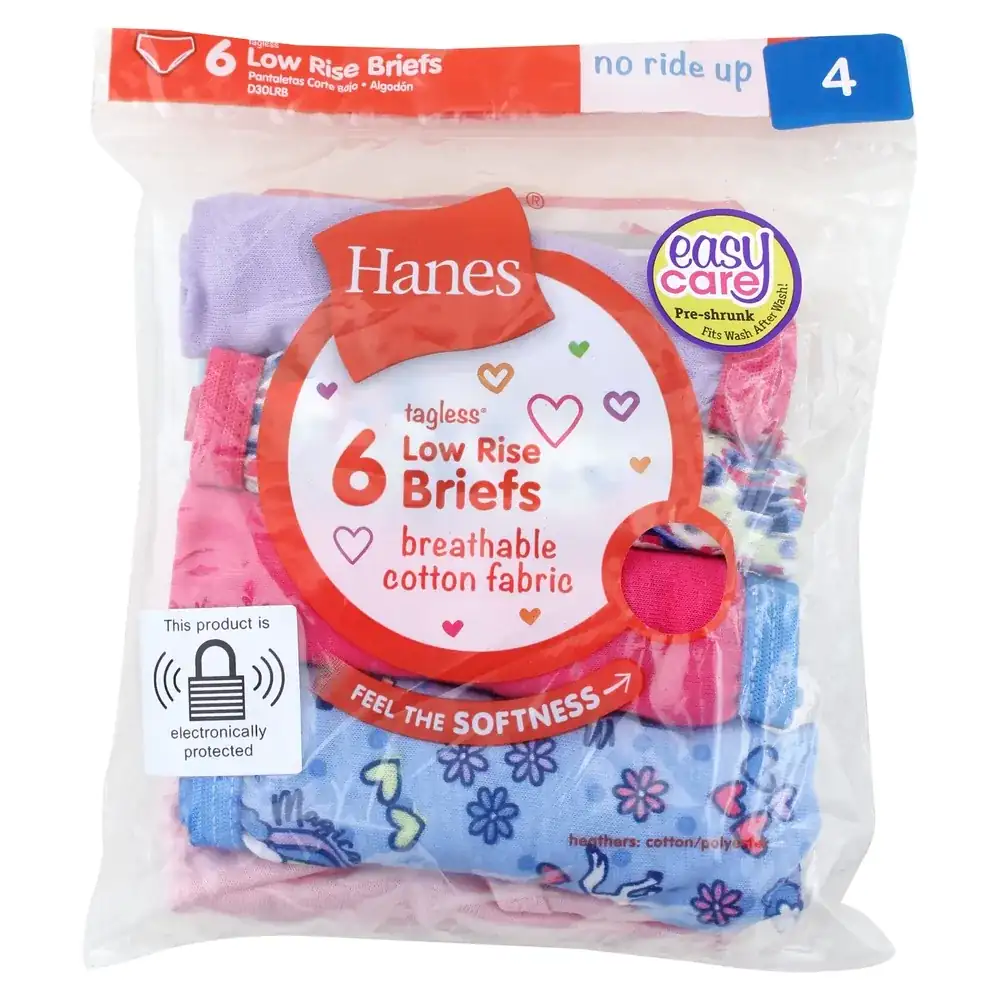 6
tagless
Low Rise Briefs
Pantaletas Corte Bajo • Algodón
D30LRB
no ride up
4
®
Hanes
easy
care
Pre-shrunk
Fits Wash After Wash!
tagless®
6 Low Rise
Briefs
breathable
cotton fabric
This product is
electronically
protected
FEEL THE SOFTNESS →
heathers: cotton/polyester